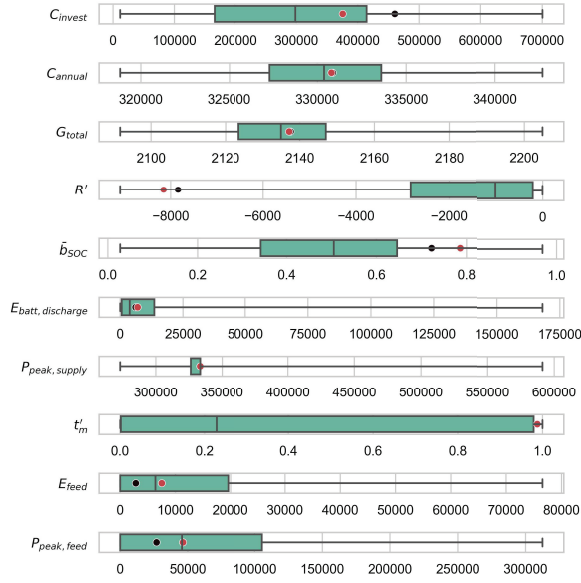 C_invest
0 100000 200000 300000 400000 500000 600000 700000
C_annual
320000 325000 330000 335000 340000
G_total
2100 2120 2140 2160 2180 2200
R'
−8000 −6000 −4000 −2000 0
b̄_SOC
0.0 0.2 0.4 0.6 0.8 1.0
E_batt, discharge
0 25000 50000 75000 100000 125000 150000 175000
P_peak, supply
300000 350000 400000 450000 500000 550000 600000
t'_m
0.0 0.2 0.4 0.6 0.8 1.0
E_feed
0 10000 20000 30000 40000 50000 60000 70000 80000
P_peak, feed
0 50000 100000 150000 200000 250000 300000